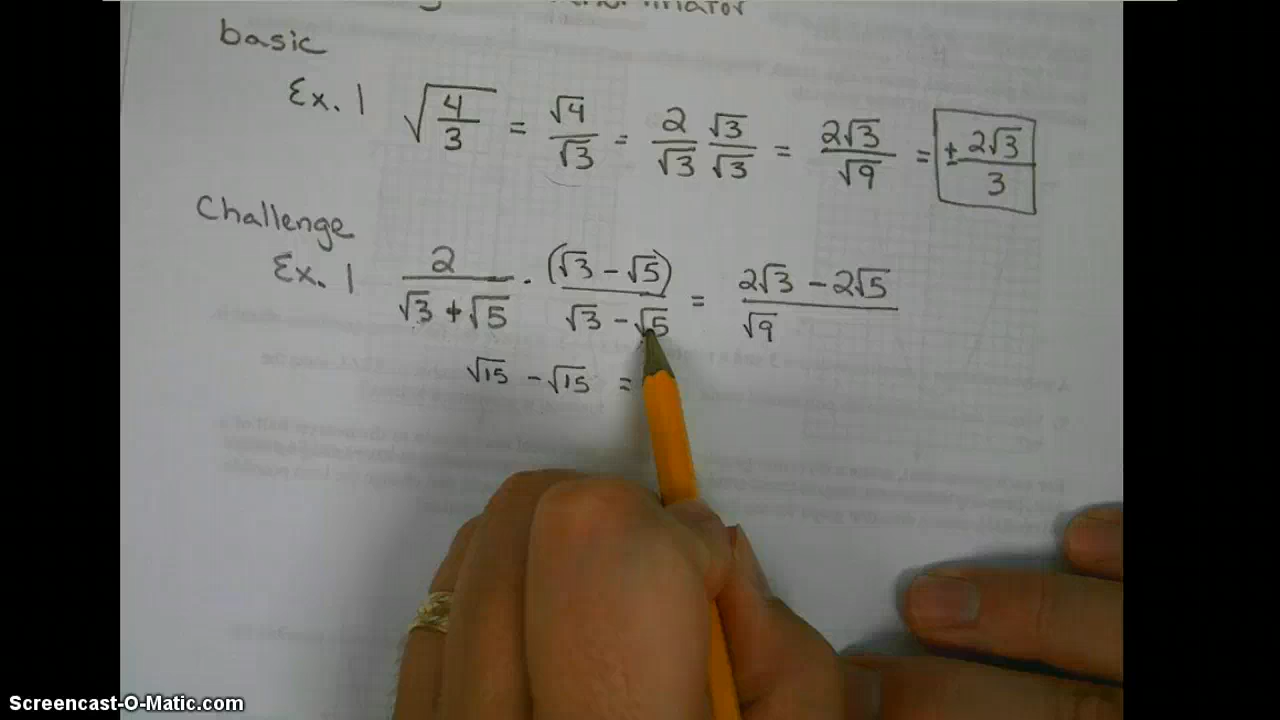 basic
Ex. 1 √(4/3) = √4/√3 = 2/√3 √3/√3 = 2√3/√9 = ± 2√3/3
Challenge
Ex. 1 2/(√3 + √5) · (√3 - √5)/(√3 - √5) = (2√3 - 2√5)/√9
√15 - √15 =
Screencast-O-Matic.com